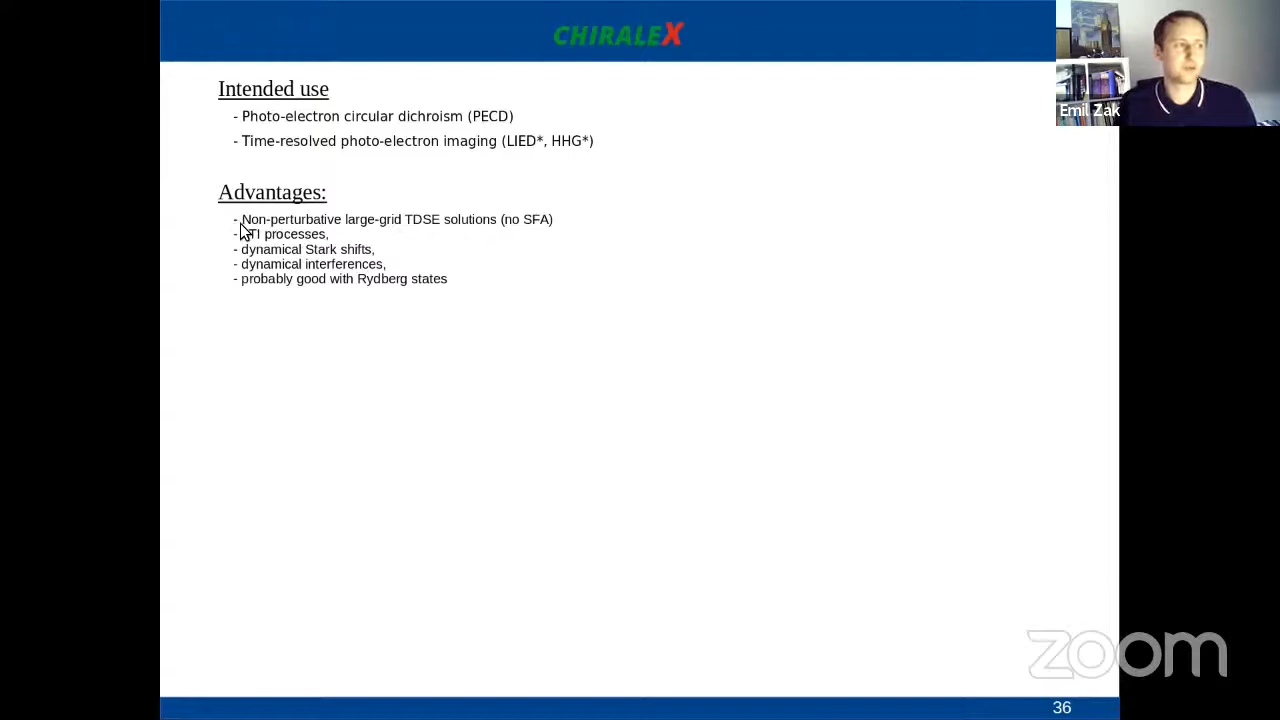 CHIRALEX
Emil Zak
Intended use
- Photo-electron circular dichroism (PECD)
- Time-resolved photo-electron imaging (LIED*, HHG*)
Advantages:
- Non-perturbative large-grid TDSE solutions (no SFA)
- processes,
- dynamical Stark shifts,
- dynamical interferences,
- probably good with Rydberg states
zoom
36